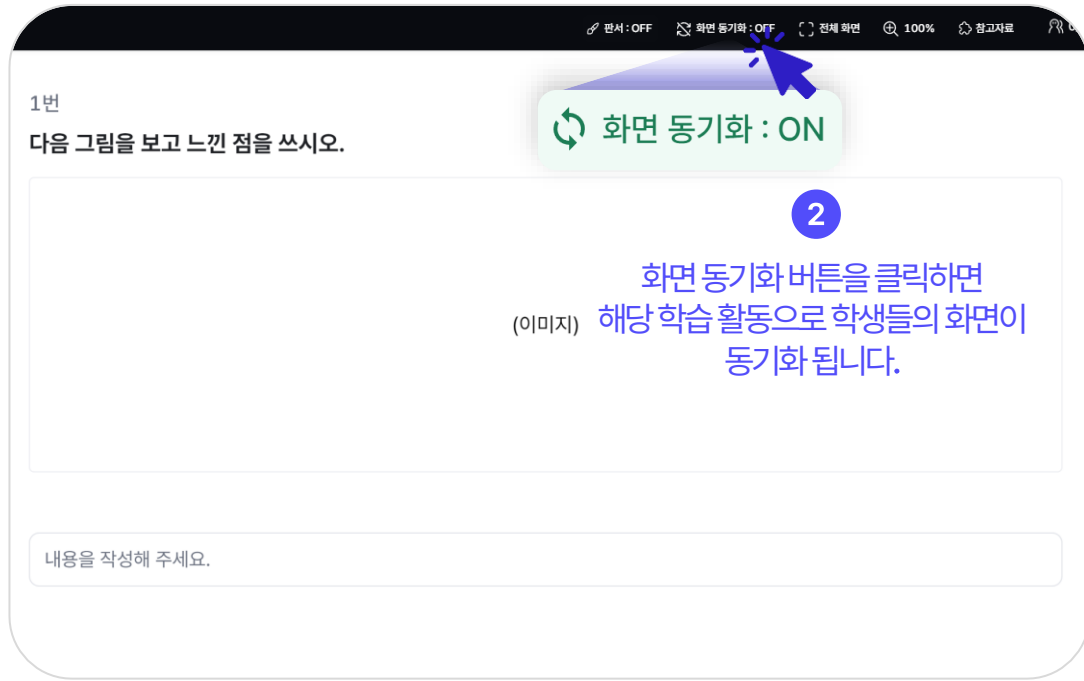 판서 : OFF 화면 동기화 : OFF 전체 화면 100% 참고자료
1번
다음 그림을 보고 느낀 점을 쓰시오.
화면 동기화 : ON
2
화면 동기화 버튼을 클릭하면
해당 학습 활동으로 학생들의 화면이
동기화 됩니다.
(이미지)
내용을 작성해 주세요.